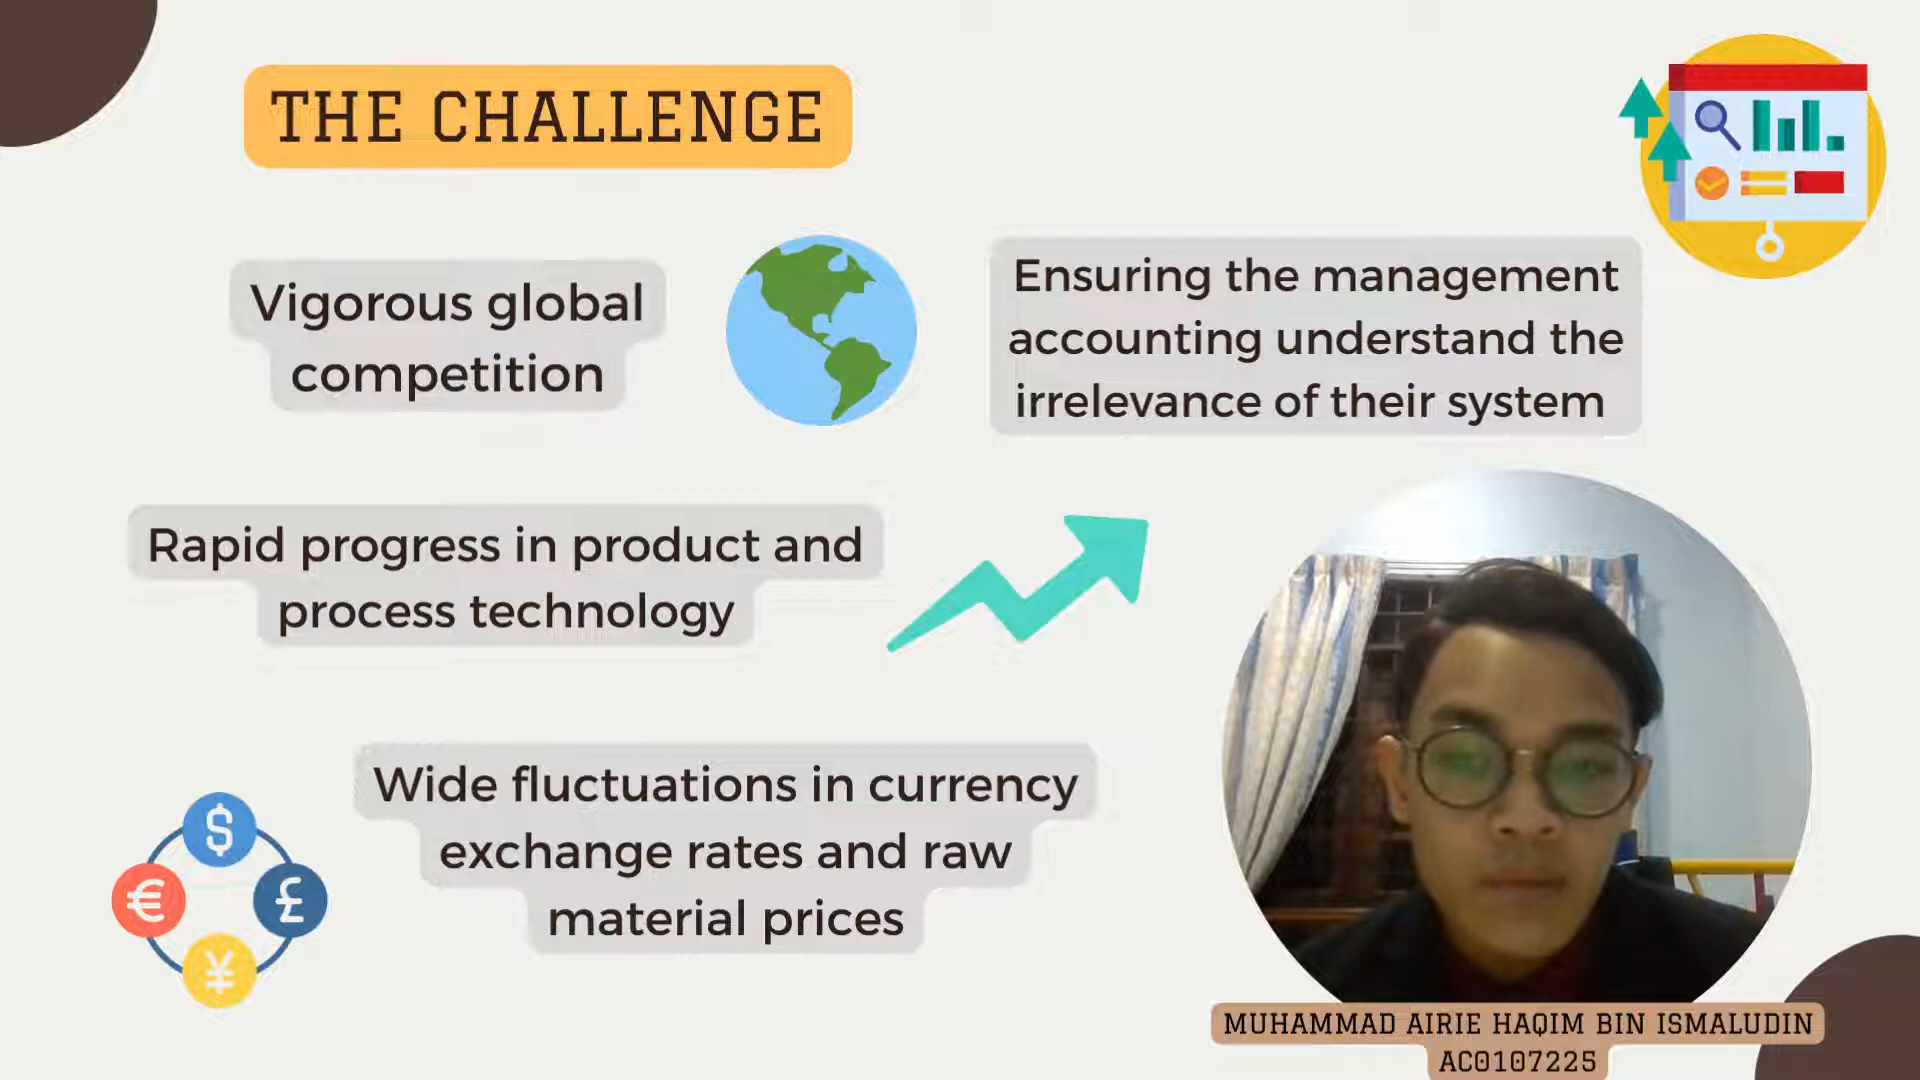 THE CHALLENGE
Vigorous global
competition
Ensuring the management
accounting understand the
irrelevance of their system
Rapid progress in product and
process technology
Wide fluctuations in currency
exchange rates and raw
material prices
$
€
£
¥
MUHAMMAD AIRIE HAQIM BIN ISMALUDIN
AC0107225